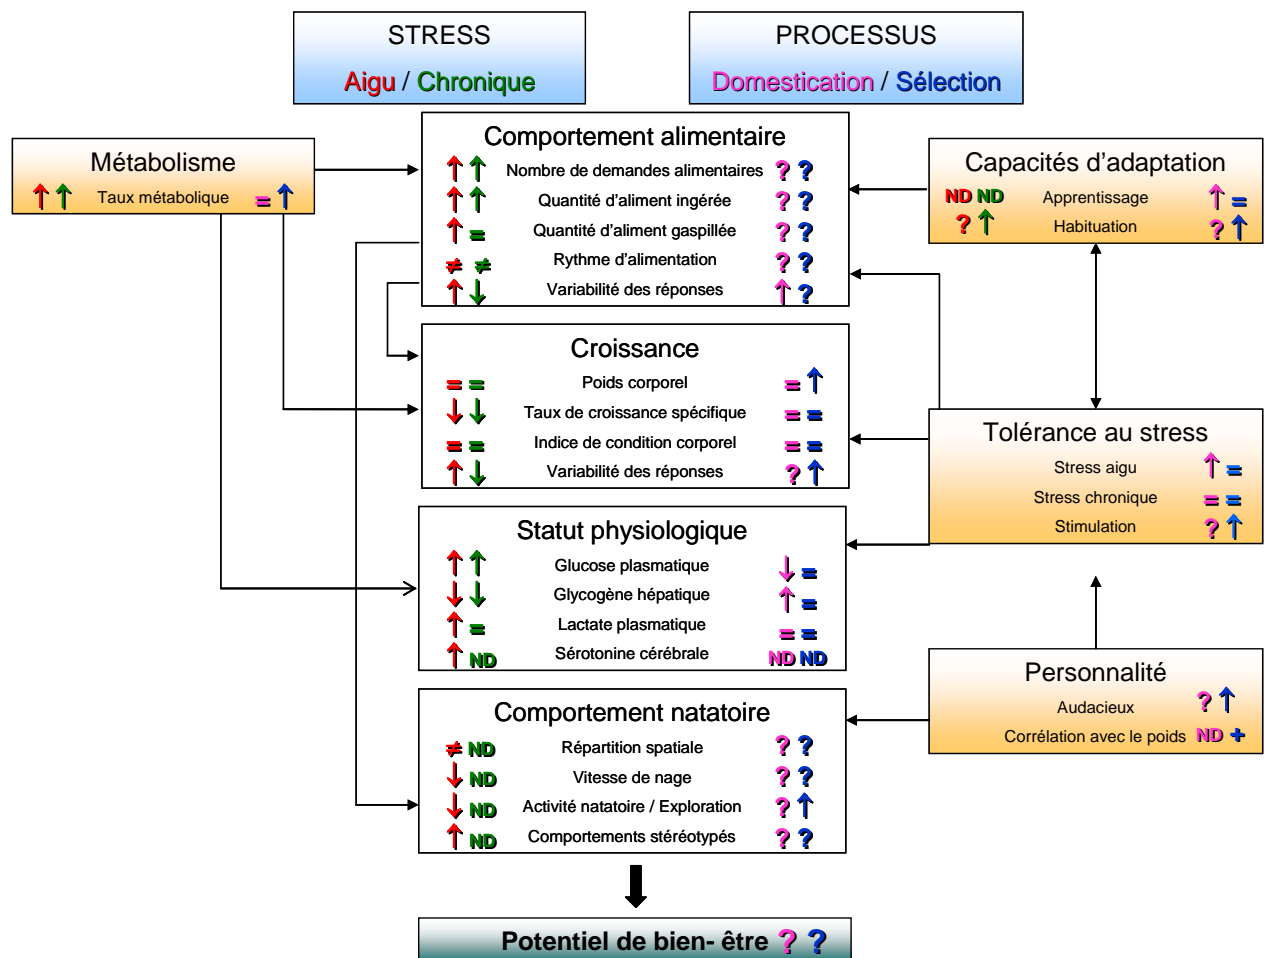 STRESS
Aigu / Chronique
PROCESSUS
Domestication / Sélection
Métabolisme
↑ ↑ Taux métabolique = ↑
Comportement alimentaire
↑ ↑ Nombre de demandes alimentaires ? ?
↑ ↑ Quantité d'aliment ingérée ? ?
↑ = Quantité d'aliment gaspillée ? ?
≠ ≠ Rythme d'alimentation ? ?
↑ ↓ Variabilité des réponses ↑ ?
Capacités d'adaptation
ND ND Apprentissage ↑ =
? ↑ Habituation ? ↑
Croissance
= = Poids corporel = ↑
↓ ↓ Taux de croissance spécifique = =
= = Indice de condition corporel = =
↑ ↓ Variabilité des réponses ? ↑
Tolérance au stress
Stress aigu ↑ =
Stress chronique = =
Stimulation ? ↑
Statut physiologique
↑ ↑ Glucose plasmatique ↓ =
↓ ↓ Glycogène hépatique ↑ =
↑ = Lactate plasmatique = =
↑ ND Sérotonine cérébrale ND ND
Personnalité
Audacieux ? ↑
Corrélation avec le poids ND +
Comportement natatoire
≠ ND Répartition spatiale ? ?
↓ ND Vitesse de nage ? ?
↓ ND Activité natatoire / Exploration ? ↑
↑ ND Comportements stéréotypés ? ?
Potentiel de bien- être ? ?